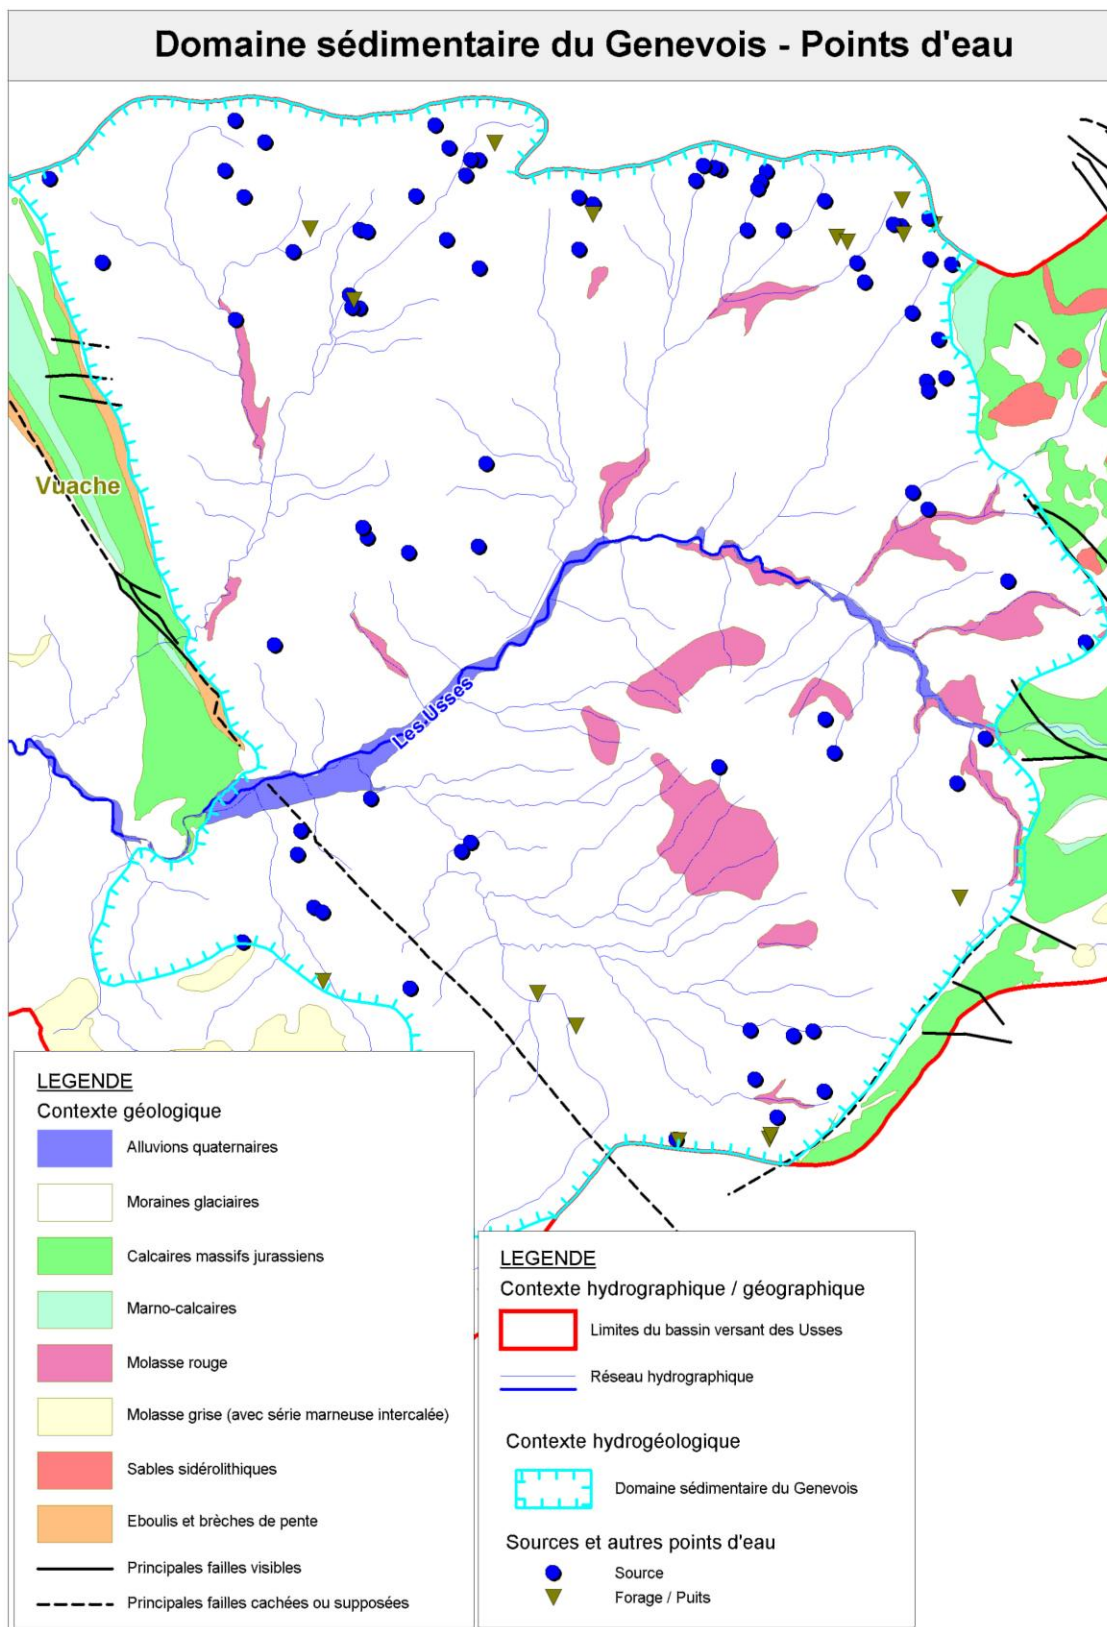 Domaine sédimentaire du Genevois - Points d'eau
Vuache
Les Usses
LEGENDE
Contexte géologique
Alluvions quaternaires
Moraines glaciaires
Calcaires massifs jurassiens
Marno-calcaires
Molasse rouge
Molasse grise (avec série marneuse intercalée)
Sables sidérolithiques
Eboulis et brèches de pente
Principales failles visibles
Principales failles cachées ou supposées
LEGENDE
Contexte hydrographique / géographique
Limites du bassin versant des Usses
Réseau hydrographique
Contexte hydrogéologique
Domaine sédimentaire du Genevois
Sources et autres points d'eau
Source
Forage / Puits